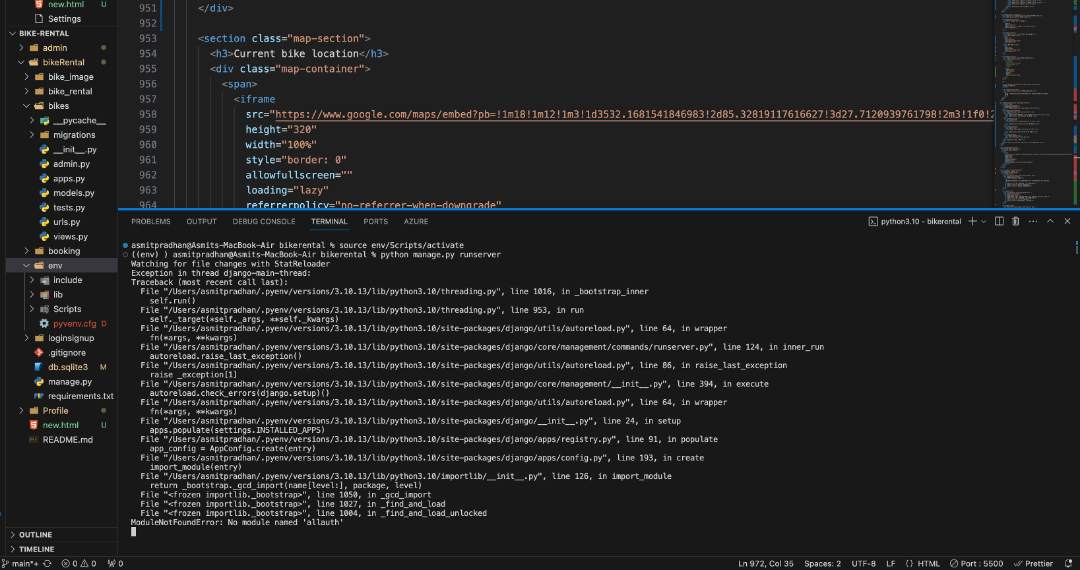 new.html U
Settings
BIKE-RENTAL
admin
bikeRental
bike_image
bike_rental
bikes
__pycache__
migrations
__init__.py
admin.py
apps.py
models.py
tests.py
urls.py
views.py
booking
env
include
lib
Scripts
pyvenv.cfg D
loginsignup
.gitignore
db.sqlite3 M
manage.py
requirements.txt
Profile
new.html U
README.md
OUTLINE
TIMELINE
951 </div>
952
953 <section class="map-section">
954 <h3>Current bike location</h3>
955 <div class="map-container">
956 <span>
957 <iframe
958 src="https://www.google.com/maps/embed?pb=!1m18!1m12!1m3!1d3532.1681541846983!2d85.32819117616627!3d27.7120939761798!2m3!1f0!2
959 height="320"
960 width="100%"
961 style="border: 0"
962 allowfullscreen=""
963 loading="lazy"
964 referrerpolicy="no-referrer-when-downgrade"
PROBLEMS OUTPUT DEBUG CONSOLE TERMINAL PORTS AZURE
python3.10 - bikerental
asmitpradhan@Asmits-MacBook-Air bikerental % source env/Scripts/activate
((env) ) asmitpradhan@Asmits-MacBook-Air bikerental % python manage.py runserver
Watching for file changes with StatReloader
Exception in thread django-main-thread:
Traceback (most recent call last):
File "/Users/asmitpradhan/.pyenv/versions/3.10.13/lib/python3.10/threading.py", line 1016, in _bootstrap_inner
self.run()
File "/Users/asmitpradhan/.pyenv/versions/3.10.13/lib/python3.10/threading.py", line 953, in run
self._target(*self._args, **self._kwargs)
File "/Users/asmitpradhan/.pyenv/versions/3.10.13/lib/python3.10/site-packages/django/utils/autoreload.py", line 64, in wrapper
fn(*args, **kwargs)
File "/Users/asmitpradhan/.pyenv/versions/3.10.13/lib/python3.10/site-packages/django/core/management/commands/runserver.py", line 124, in inner_run
autoreload.raise_last_exception()
File "/Users/asmitpradhan/.pyenv/versions/3.10.13/lib/python3.10/site-packages/django/utils/autoreload.py", line 86, in raise_last_exception
raise _exception[1]
File "/Users/asmitpradhan/.pyenv/versions/3.10.13/lib/python3.10/site-packages/django/core/management/__init__.py", line 394, in execute
autoreload.check_errors(django.setup)()
File "/Users/asmitpradhan/.pyenv/versions/3.10.13/lib/python3.10/site-packages/django/utils/autoreload.py", line 64, in wrapper
fn(*args, **kwargs)
File "/Users/asmitpradhan/.pyenv/versions/3.10.13/lib/python3.10/site-packages/django/__init__.py", line 24, in setup
apps.populate(settings.INSTALLED_APPS)
File "/Users/asmitpradhan/.pyenv/versions/3.10.13/lib/python3.10/site-packages/django/apps/registry.py", line 91, in populate
app_config = AppConfig.create(entry)
File "/Users/asmitpradhan/.pyenv/versions/3.10.13/lib/python3.10/site-packages/django/apps/config.py", line 193, in create
import_module(entry)
File "/Users/asmitpradhan/.pyenv/versions/3.10.13/lib/python3.10/importlib/__init__.py", line 126, in import_module
return _bootstrap._gcd_import(name[level:], package, level)
File "<frozen importlib._bootstrap>", line 1050, in _gcd_import
File "<frozen importlib._bootstrap>", line 1027, in _find_and_load
File "<frozen importlib._bootstrap>", line 1004, in _find_and_load_unlocked
ModuleNotFoundError: No module named 'allauth'
main*+ 0 0 0 Ln 972, Col 35 Spaces: 2 UTF-8 LF {} HTML Port : 5500 Prettier